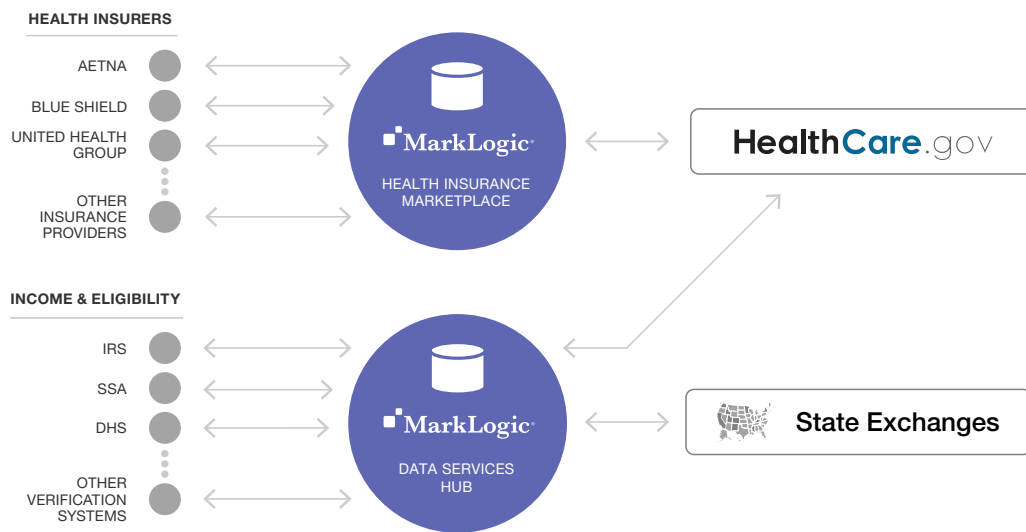 HEALTH INSURERS
AETNA
BLUE SHIELD
UNITED HEALTH
GROUP
OTHER
INSURANCE
PROVIDERS
MarkLogic®
HEALTH INSURANCE
MARKETPLACE
HealthCare.gov
INCOME & ELIGIBILITY
IRS
SSA
DHS
OTHER
VERIFICATION
SYSTEMS
MarkLogic®
DATA SERVICES
HUB
State Exchanges